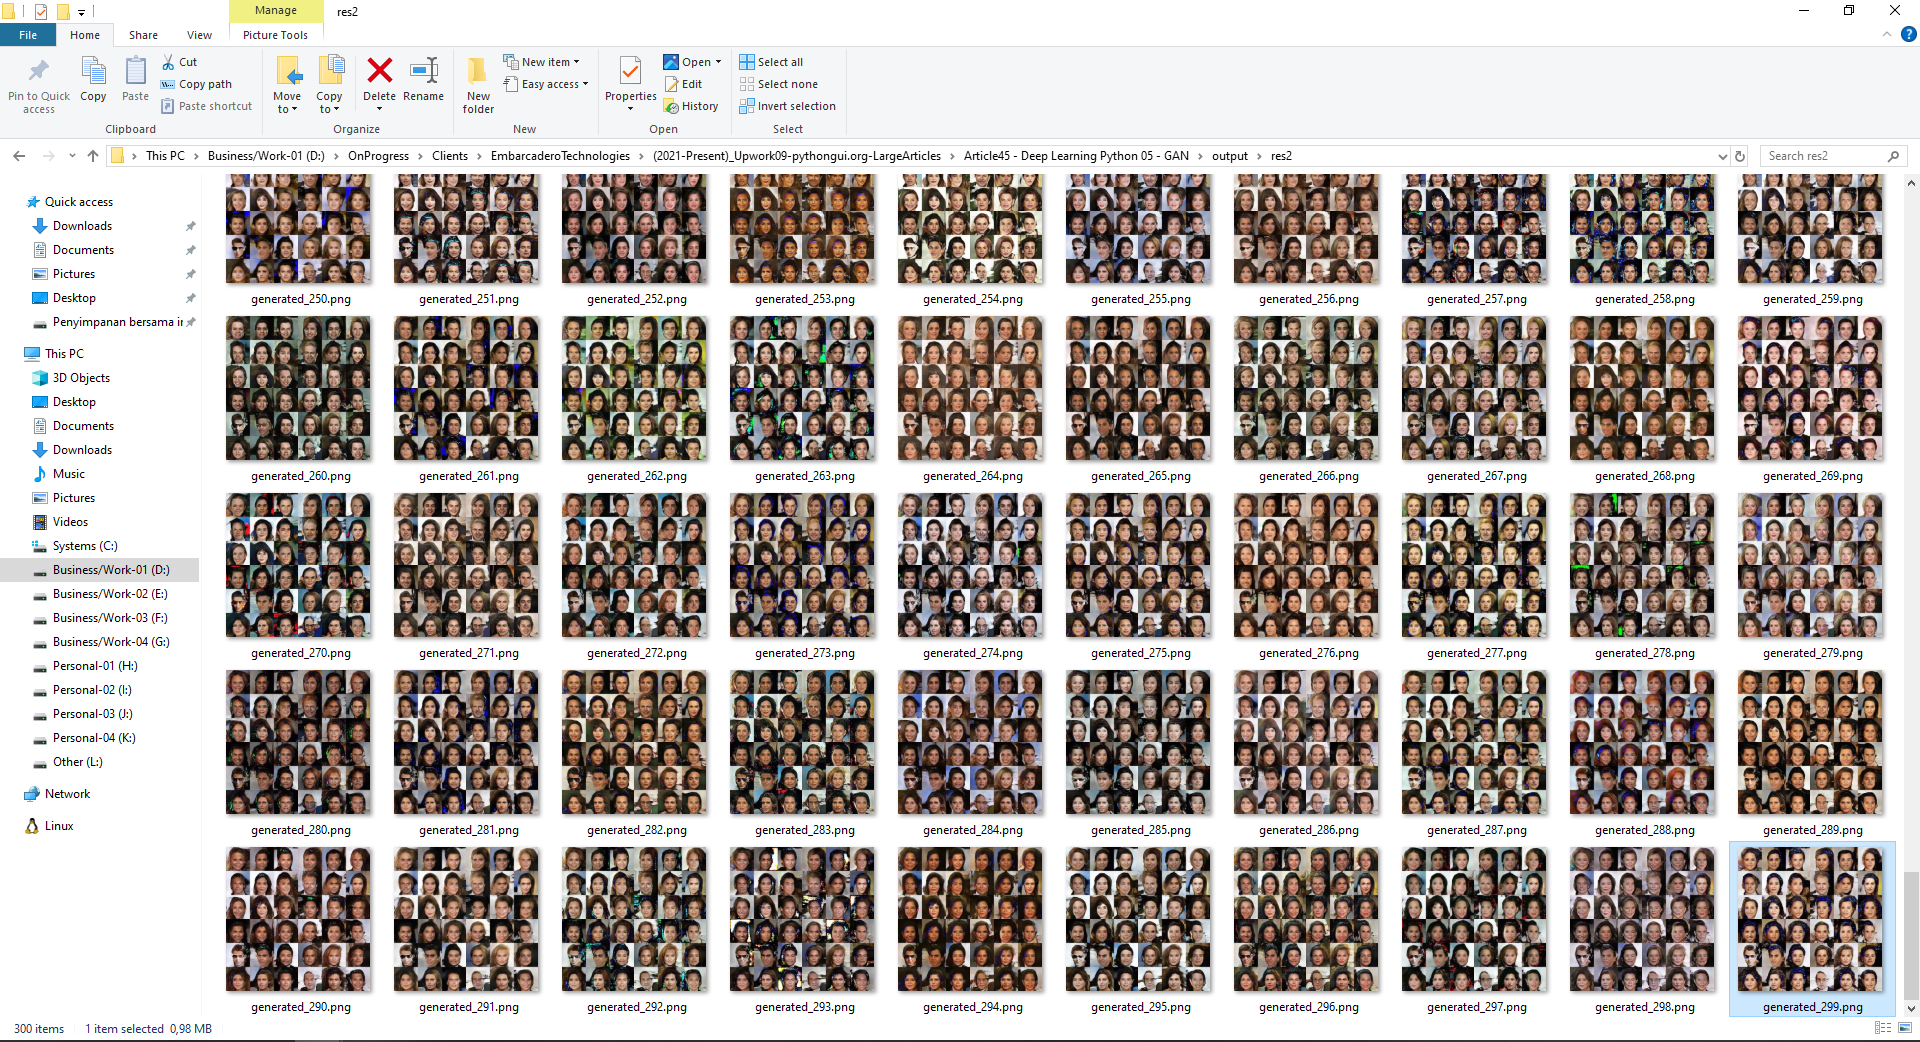 Manage
res2
File
Home
Share
View
Picture Tools
Pin to Quick access
Copy
Paste
Cut
Copy path
Paste shortcut
Clipboard
Move to
Copy to
Delete
Rename
Organize
New folder
New item
Easy access
New
Properties
Open
Edit
History
Open
Select all
Select none
Invert selection
Select
This PC > Business/Work-01 (D:) > OnProgress > Clients > EmbarcaderoTechnologies > (2021-Present)_Upwork09-pythongui.org-LargeArticles > Article45 - Deep Learning Python 05 - GAN > output > res2
Search res2
Quick access
Downloads
Documents
Pictures
Desktop
Penyimpanan bersama ir
This PC
3D Objects
Desktop
Documents
Downloads
Music
Pictures
Videos
Systems (C:)
Business/Work-01 (D:)
Business/Work-02 (E:)
Business/Work-03 (F:)
Business/Work-04 (G:)
Personal-01 (H:)
Personal-02 (I:)
Personal-03 (J:)
Personal-04 (K:)
Other (L:)
Network
Linux
generated_250.png generated_251.png generated_252.png generated_253.png generated_254.png generated_255.png generated_256.png generated_257.png generated_258.png generated_259.png
generated_260.png generated_261.png generated_262.png generated_263.png generated_264.png generated_265.png generated_266.png generated_267.png generated_268.png generated_269.png
generated_270.png generated_271.png generated_272.png generated_273.png generated_274.png generated_275.png generated_276.png generated_277.png generated_278.png generated_279.png
generated_280.png generated_281.png generated_282.png generated_283.png generated_284.png generated_285.png generated_286.png generated_287.png generated_288.png generated_289.png
generated_290.png generated_291.png generated_292.png generated_293.png generated_294.png generated_295.png generated_296.png generated_297.png generated_298.png generated_299.png
300 items 1 item selected 0,98 MB